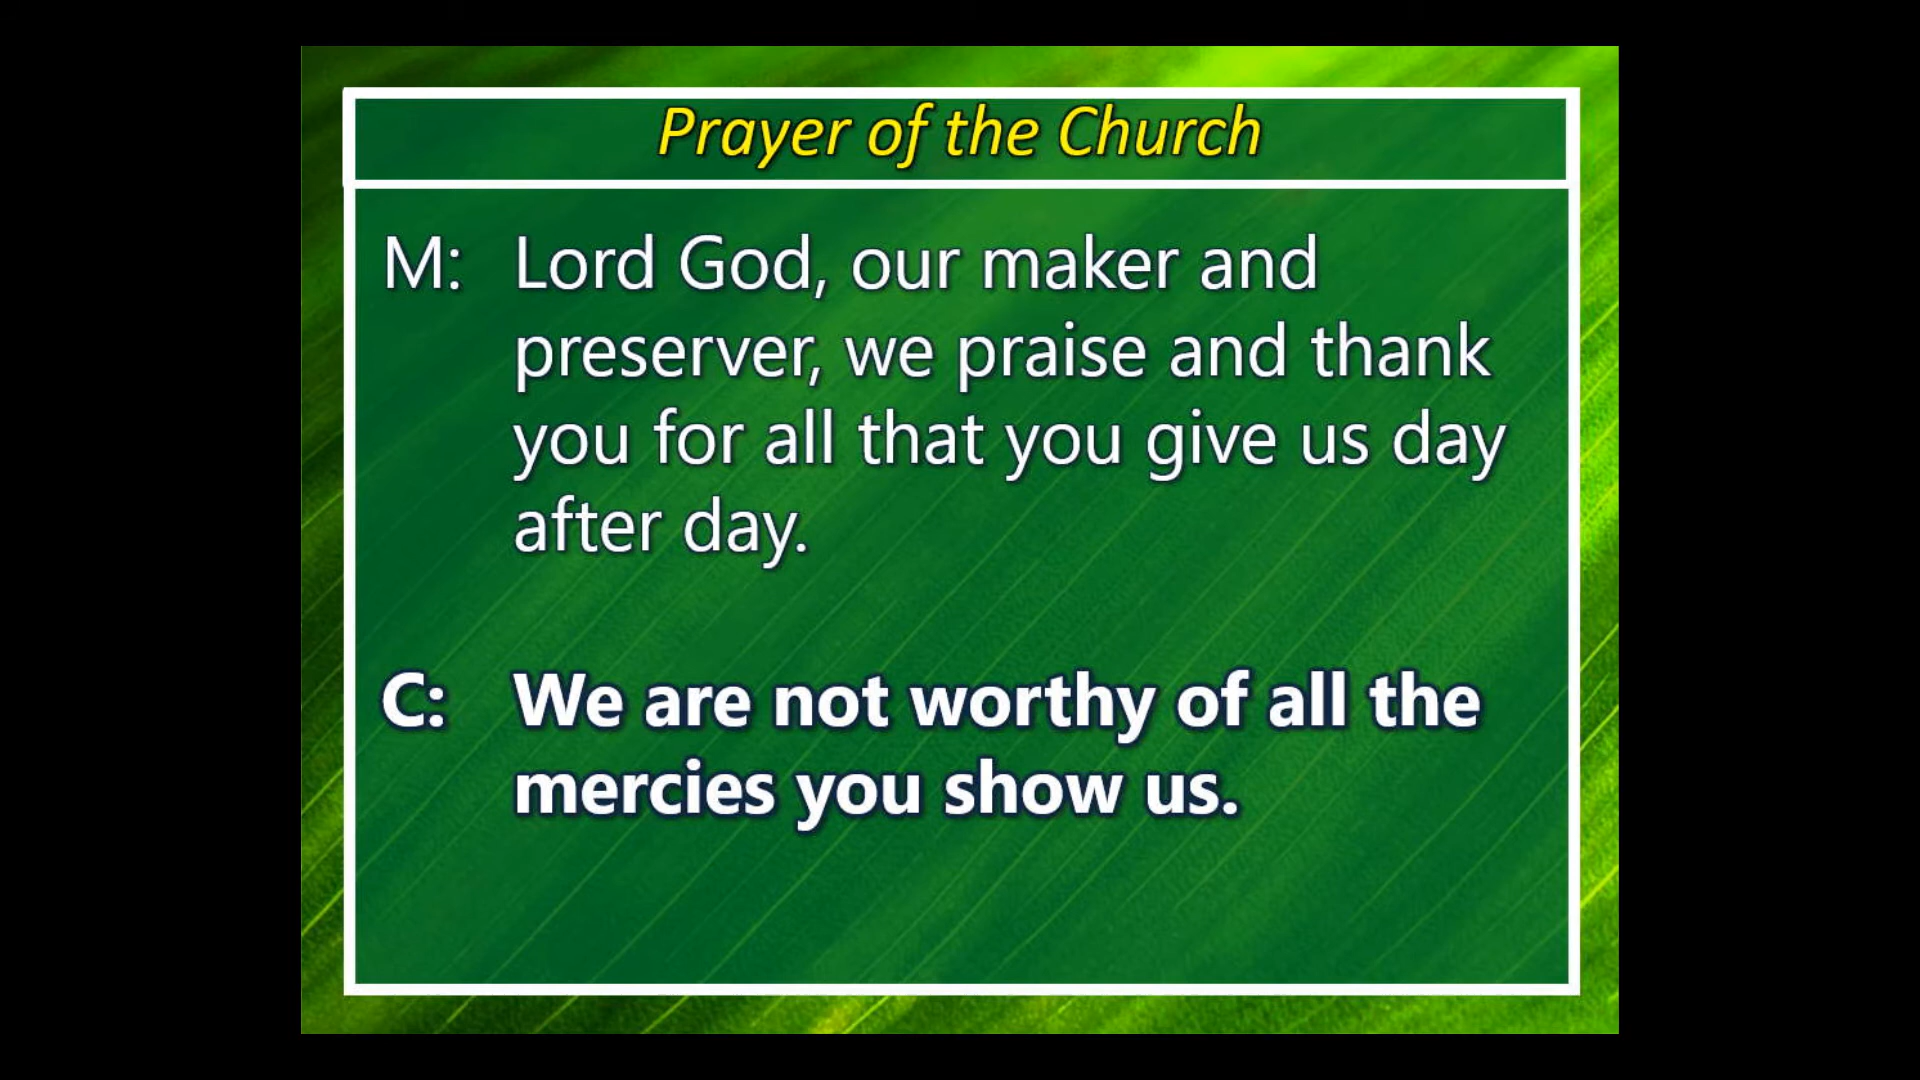 Prayer of the Church
M: Lord God, our maker and
preserver, we praise and thank
you for all that you give us day
after day.
C: We are not worthy of all the
mercies you show us.